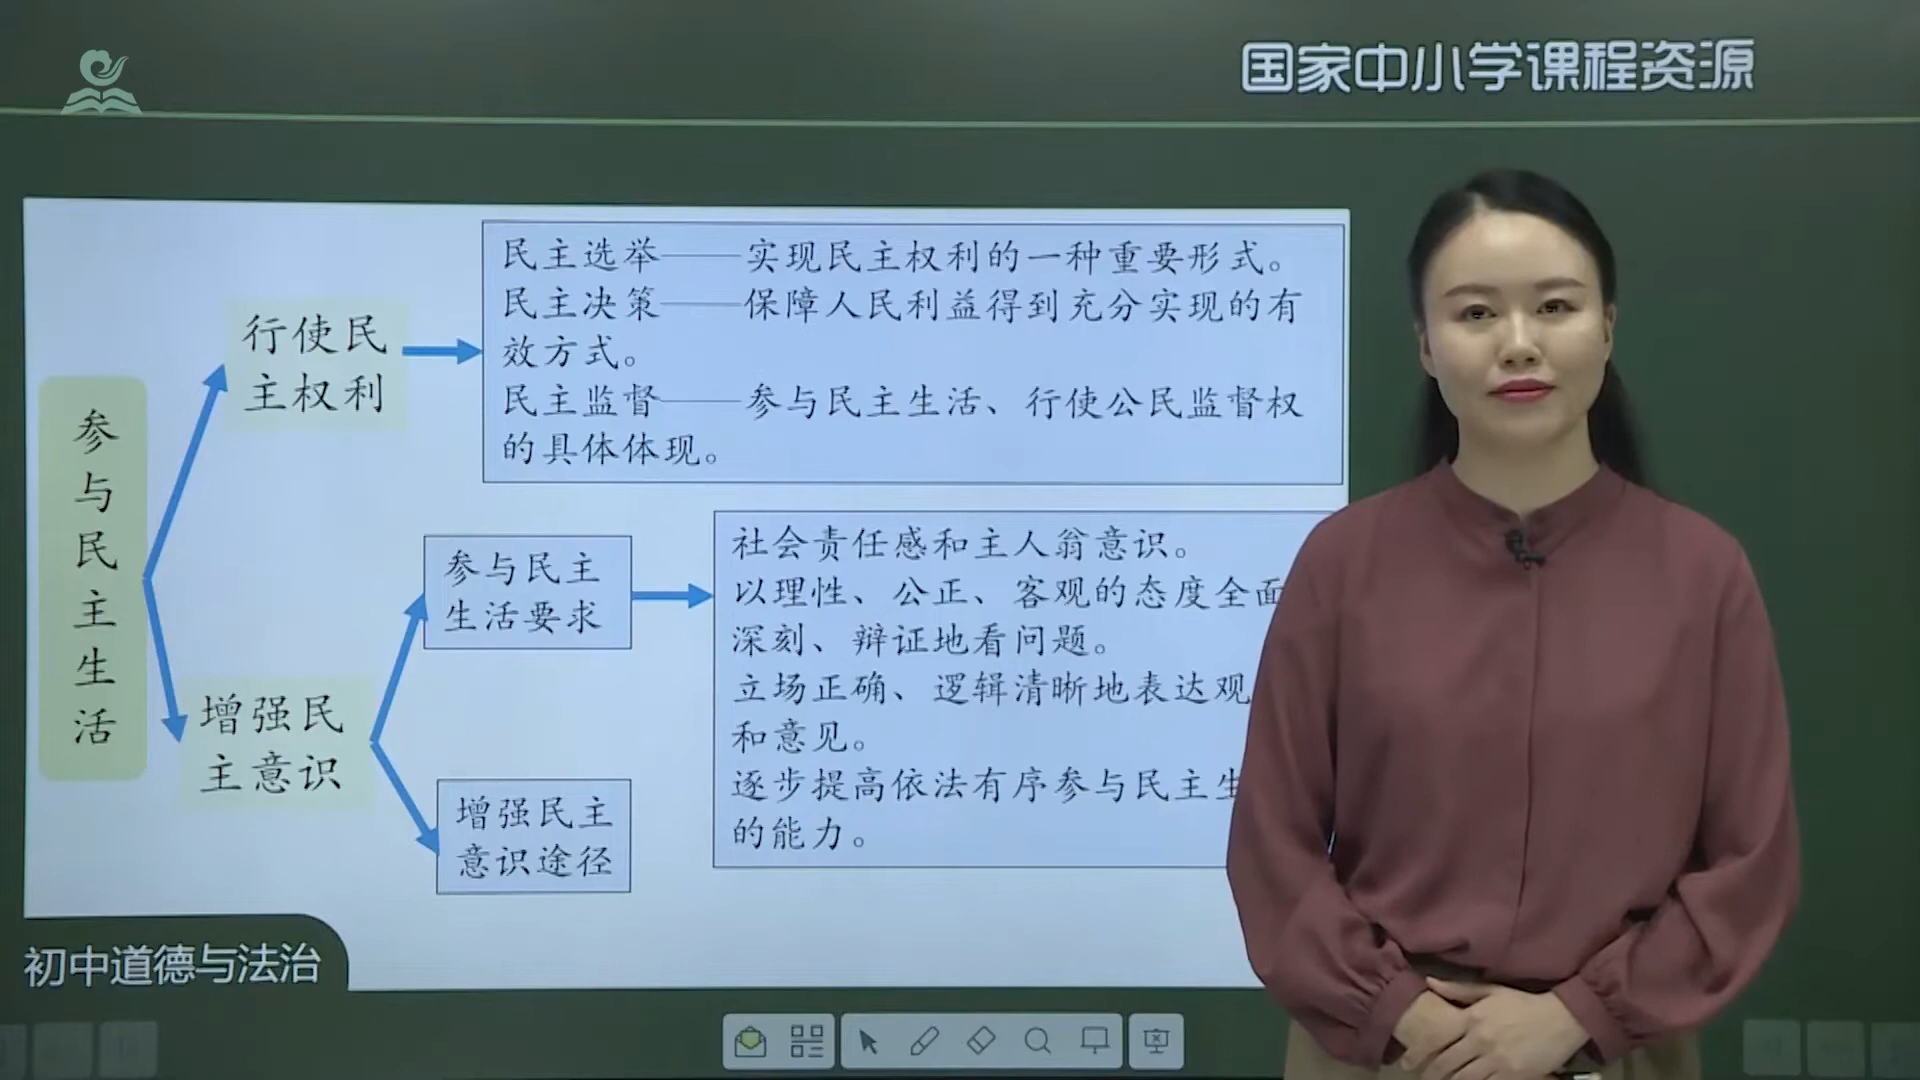 国家中小学课程资源
参与民主生活
行使民
主权利
民主选举——实现民主权利的一种重要形式。
民主决策——保障人民利益得到充分实现的有
效方式。
民主监督——参与民主生活、行使公民监督权
的具体体现。
增强民
主意识
参与民主
生活要求
社会责任感和主人翁意识。
以理性、公正、客观的态度全面
深刻、辩证地看问题。
立场正确、逻辑清晰地表达观
和意见。
逐步提高依法有序参与民主生
的能力。
增强民主
意识途径
初中道德与法治